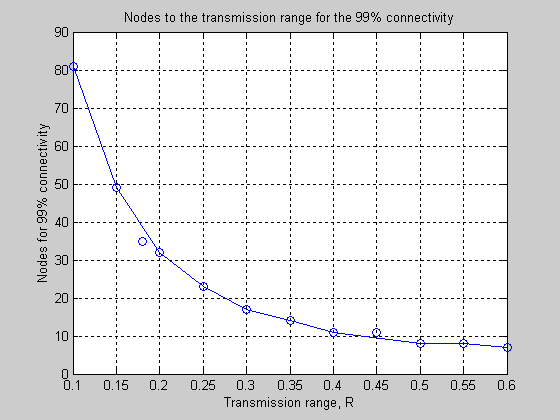 Nodes to the transmission range for the 99% connectivity
90
80
70
60
50
40
30
20
10
0
Nodes for 99% connectivity
0.1 0.15 0.2 0.25 0.3 0.35 0.4 0.45 0.5 0.55 0.6
Transmission range, R